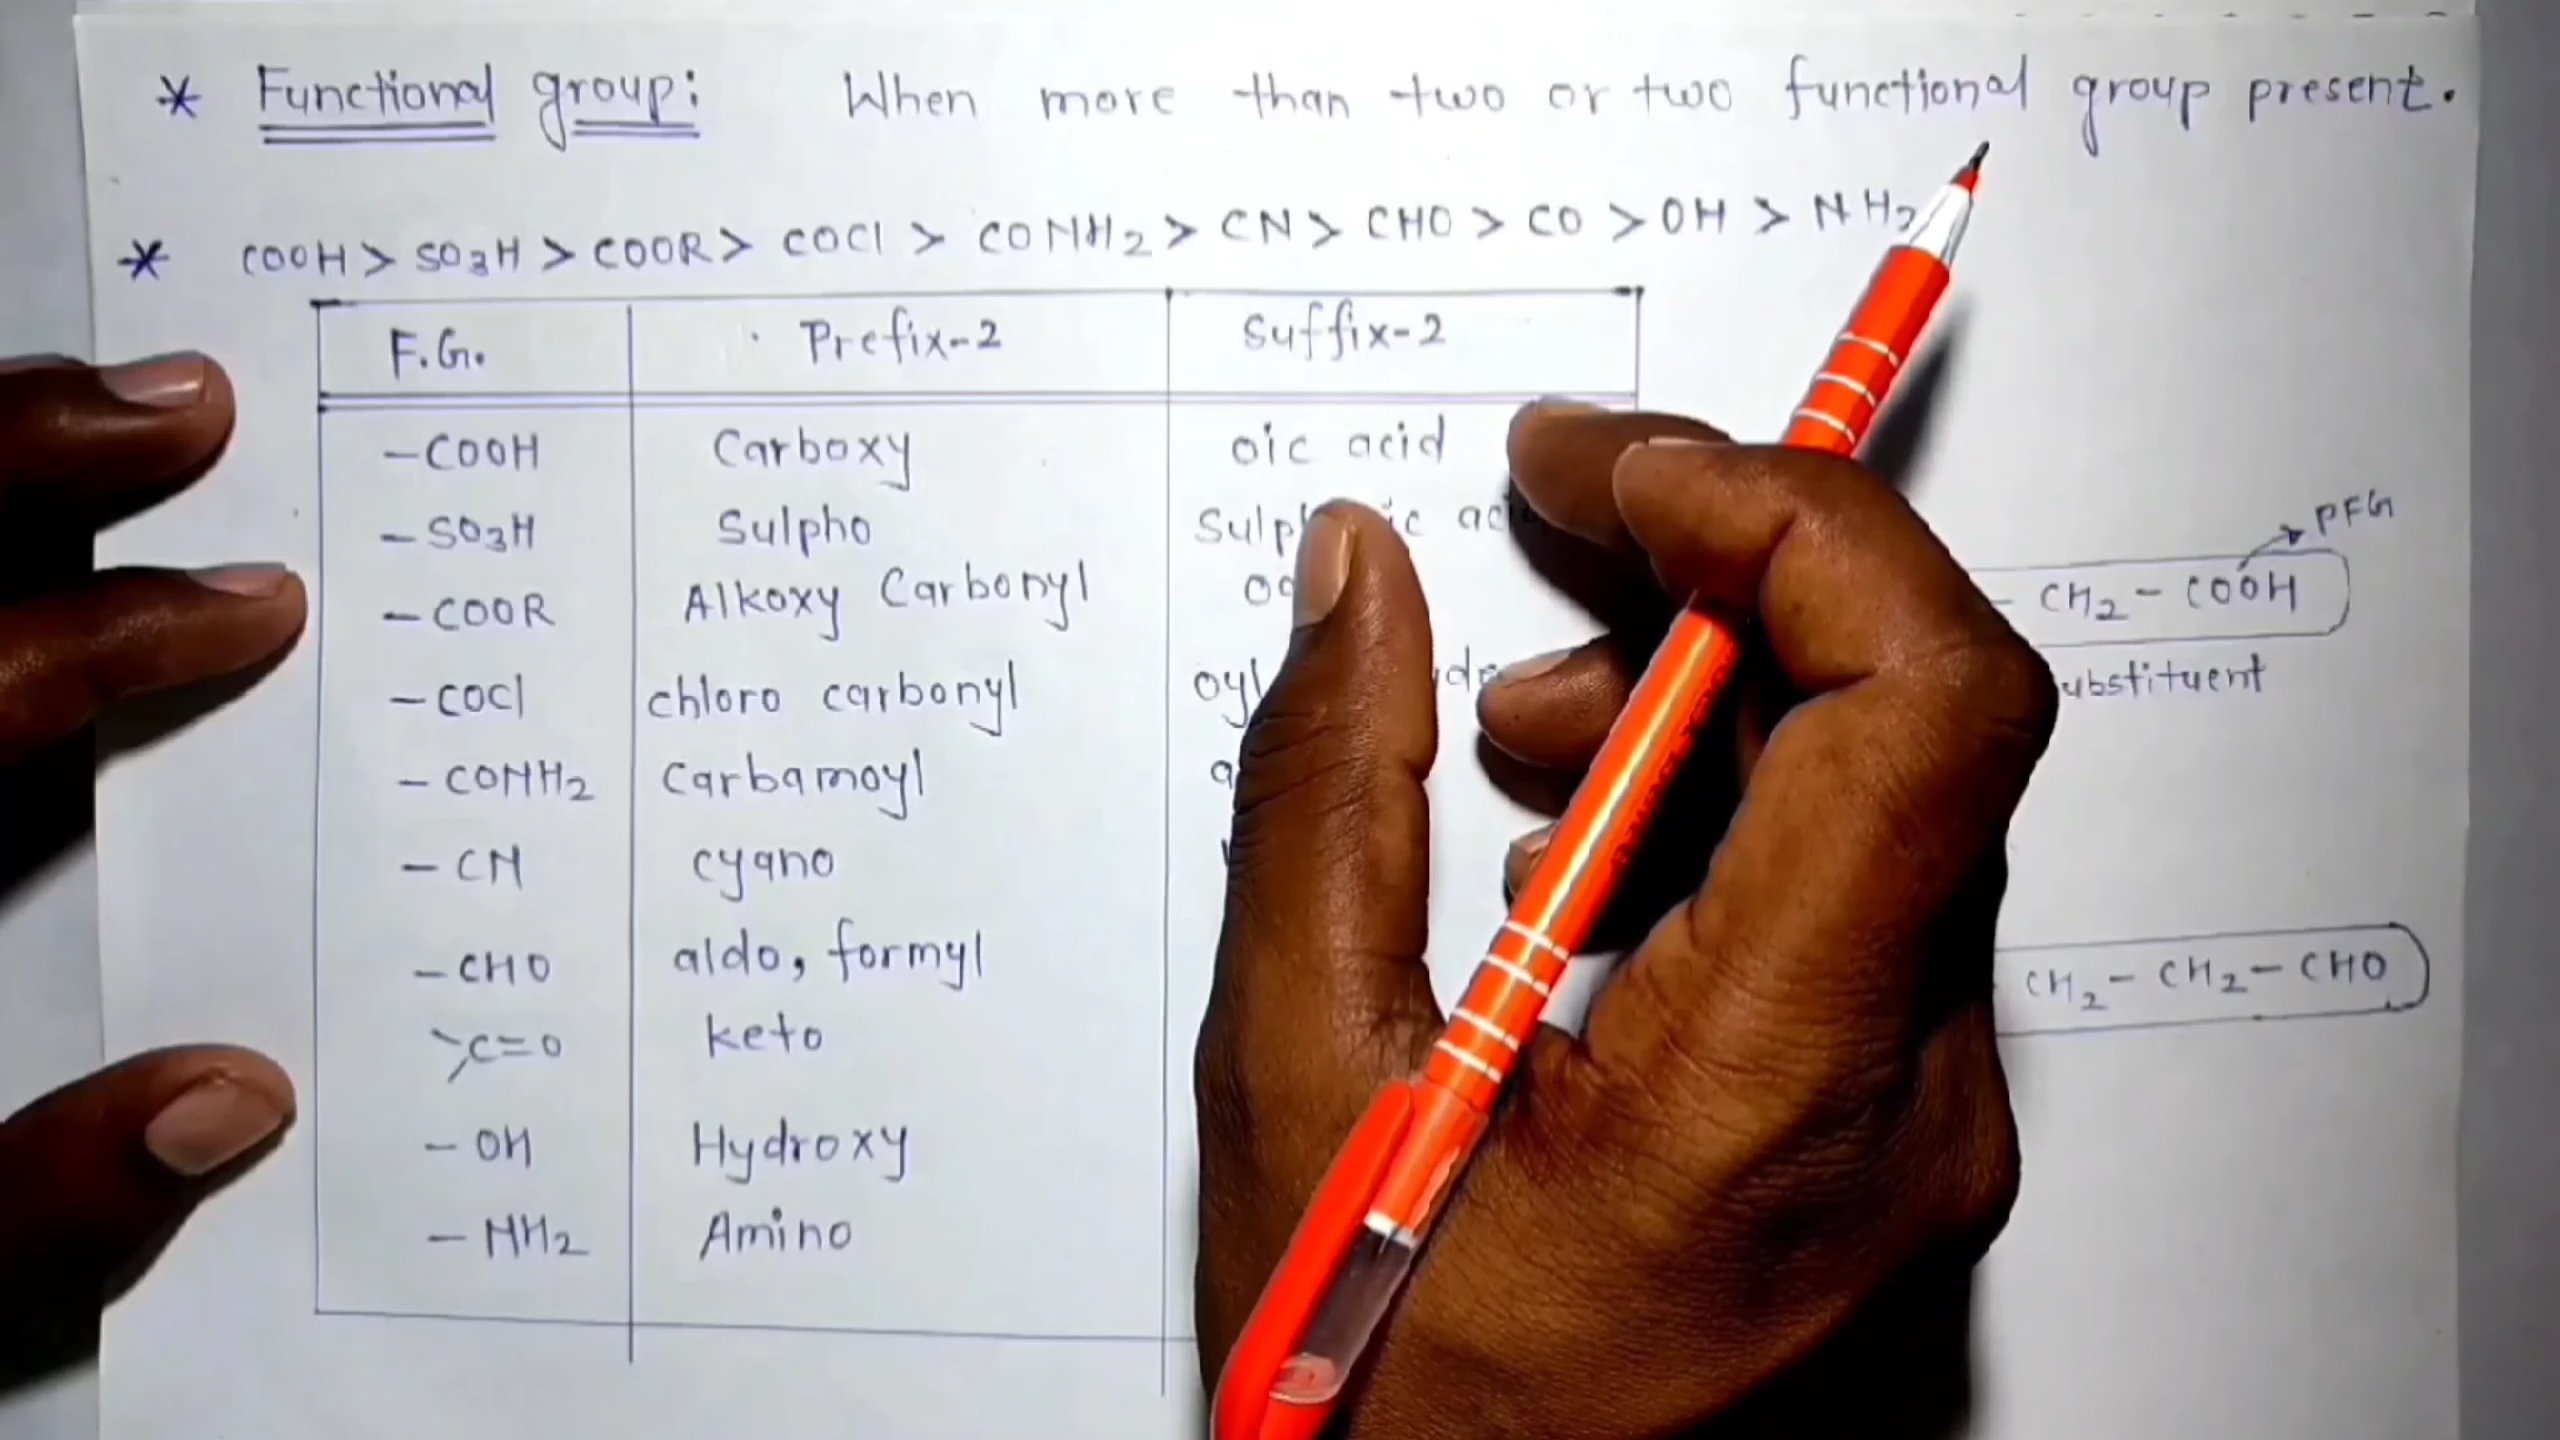 * Functional group: When more than two or two functional group present.
* COOH > SO3H > COOR > COCl > CONH2 > CN > CHO > CO > OH > NH2
F.G. Prefix-2 Suffix-2
-COOH Carboxy oic acid
-SO3H Sulpho
-COOR Alkoxy Carbonyl
-COCl chloro carbonyl
-CONH2 Carbamoyl
-CN cyano
-CHO aldo, formyl
>C=O keto
-OH Hydroxy
-NH2 Amino
PFG
- CH2 - COOH
CH2 - CH2 - CHO